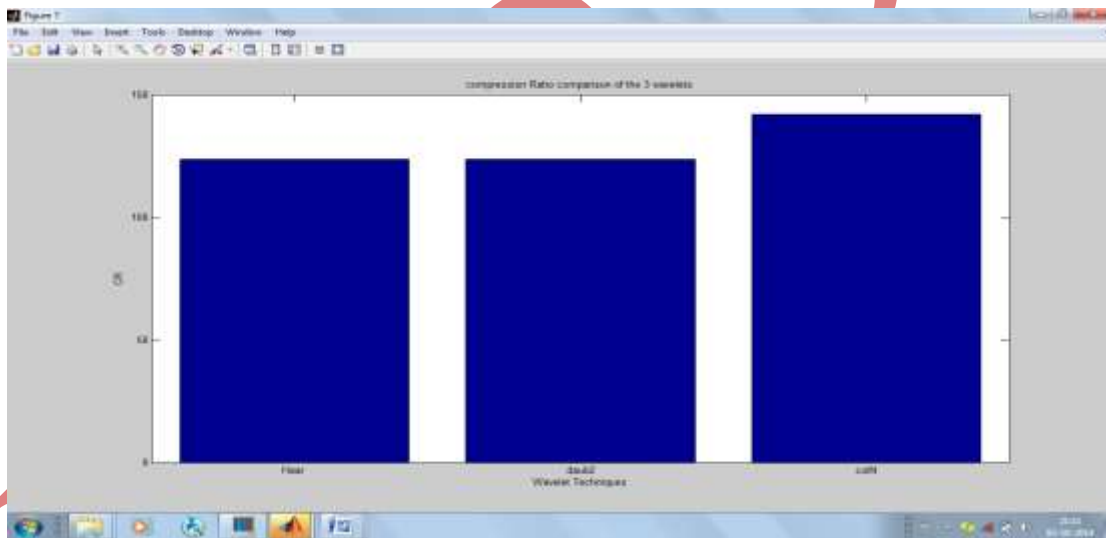 Figure 1
File Edit View Insert Tools Desktop Window Help
compression Ratio comparison of the 3 wavelets
150
100
50
0
CR
Haar
daub2
coif4
Wavelet Techniques